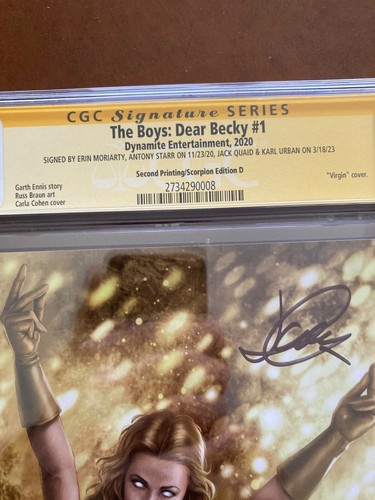 CGC Signature SERIES
The Boys: Dear Becky #1
Dynamite Entertainment, 2020
SIGNED BY ERIN MORIARTY, ANTONY STARR ON 11/23/20, JACK QUAID & KARL URBAN ON 3/18/23
Second Printing/Scorpion Edition D
Garth Ennis story
Russ Braun art
Carla Cohen cover
"Virgin" cover.
2734290008